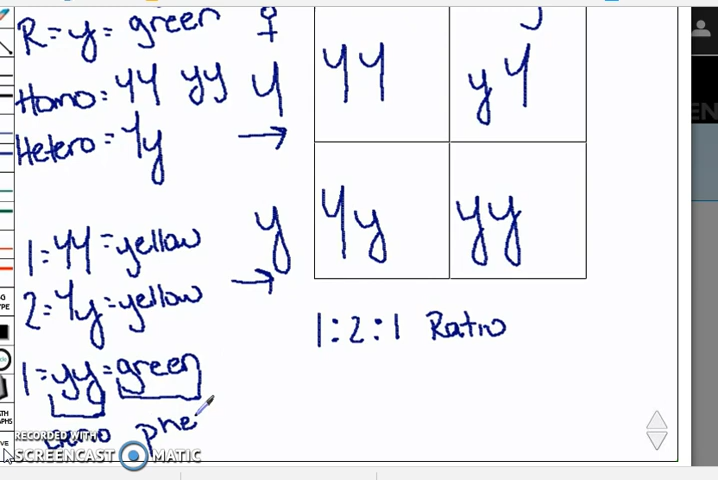 R = y = green ♀
Homo = YY yy
Hetero = Yy
Y → YY yY
y → Yy yy
1 = YY = yellow
2 = Yy = yellow
1 = yy = green
phe
1:2:1 Ratio
RECORDED WITH
SCREENCAST MATIC